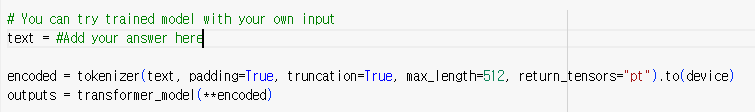 # You can try trained model with your own input
text = #Add your answer here
encoded = tokenizer(text, padding=True, truncation=True, max_length=512, return_tensors="pt").to(device)
outputs = transformer_model(**encoded)